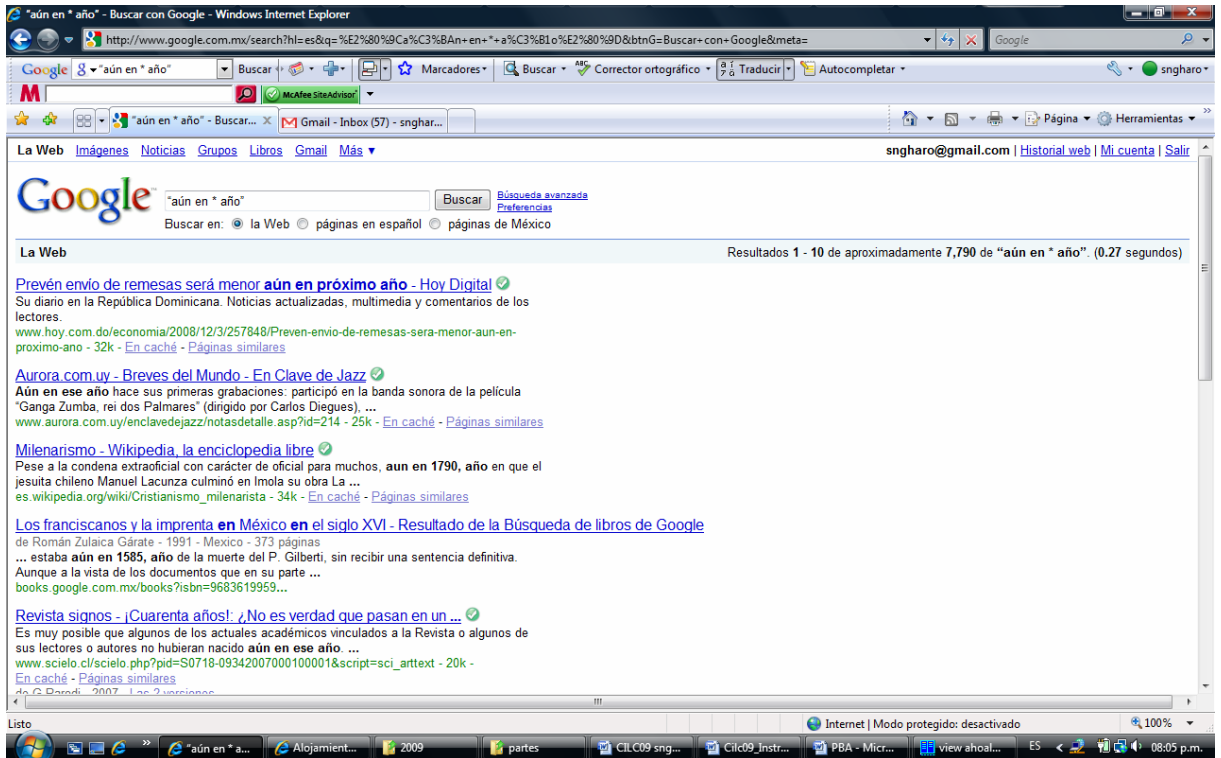 "aún en * año" - Buscar con Google - Windows Internet Explorer
http://www.google.com.mx/search?hl=es&q=%E2%80%9Ca%C3%BAn+en+*+a%C3%B1o%E2%80%9D&btnG=Buscar+con+Google&meta= Google
Google "aún en * año" Buscar Marcadores Buscar ABC Corrector ortográfico Traducir Autocompletar sngharo
M McAfee SiteAdvisor
"aún en * año" - Buscar... Gmail - Inbox (57) - snghar... Página Herramientas
La Web Imágenes Noticias Grupos Libros Gmail Más ▼ sngharo@gmail.com | Historial web | Mi cuenta | Salir
Google "aún en * año" Buscar Búsqueda avanzada
Preferencias
Buscar en: la Web páginas en español páginas de México
La Web Resultados 1 - 10 de aproximadamente 7,790 de “aún en * año”. (0.27 segundos)
Prevén envío de remesas será menor aún en próximo año - Hoy Digital
Su diario en la República Dominicana. Noticias actualizadas, multimedia y comentarios de los
lectores.
www.hoy.com.do/economia/2008/12/3/257848/Preven-envio-de-remesas-sera-menor-aun-en-
proximo-ano - 32k - En caché - Páginas similares
Aurora.com.uy - Breves del Mundo - En Clave de Jazz
Aún en ese año hace sus primeras grabaciones: participó en la banda sonora de la película
“Ganga Zumba, rei dos Palmares” (dirigido por Carlos Diegues), ...
www.aurora.com.uy/enclavedejazz/notasdetalle.asp?id=214 - 25k - En caché - Páginas similares
Milenarismo - Wikipedia, la enciclopedia libre
Pese a la condena extraoficial con carácter de oficial para muchos, aun en 1790, año en que el
jesuita chileno Manuel Lacunza culminó en Imola su obra La ...
es.wikipedia.org/wiki/Cristianismo_milenarista - 34k - En caché - Páginas similares
Los franciscanos y la imprenta en México en el siglo XVI - Resultado de la Búsqueda de libros de Google
de Román Zulaica Gárate - 1991 - Mexico - 373 páginas
... estaba aún en 1585, año de la muerte del P. Gilberti, sin recibir una sentencia definitiva.
Aunque a la vista de los documentos que en su parte ...
books.google.com.mx/books?isbn=9683619959...
Revista signos - ¡Cuarenta años!: ¿No es verdad que pasan en un ...
Es muy posible que algunos de los actuales académicos vinculados a la Revista o algunos de
sus lectores o autores no hubieran nacido aún en ese año. ...
www.scielo.cl/scielo.php?pid=S0718-09342007000100001&script=sci_arttext - 20k -
En caché - Páginas similares
de G Parodi - 2007 - Las 2 versiones
Listo Internet | Modo protegido: desactivado 100%
"aún en * a... Alojamient... 2009 partes CILC09 sng... Cilc09_Instr... PBA - Micr... view ahoal... ES 08:05 p.m.